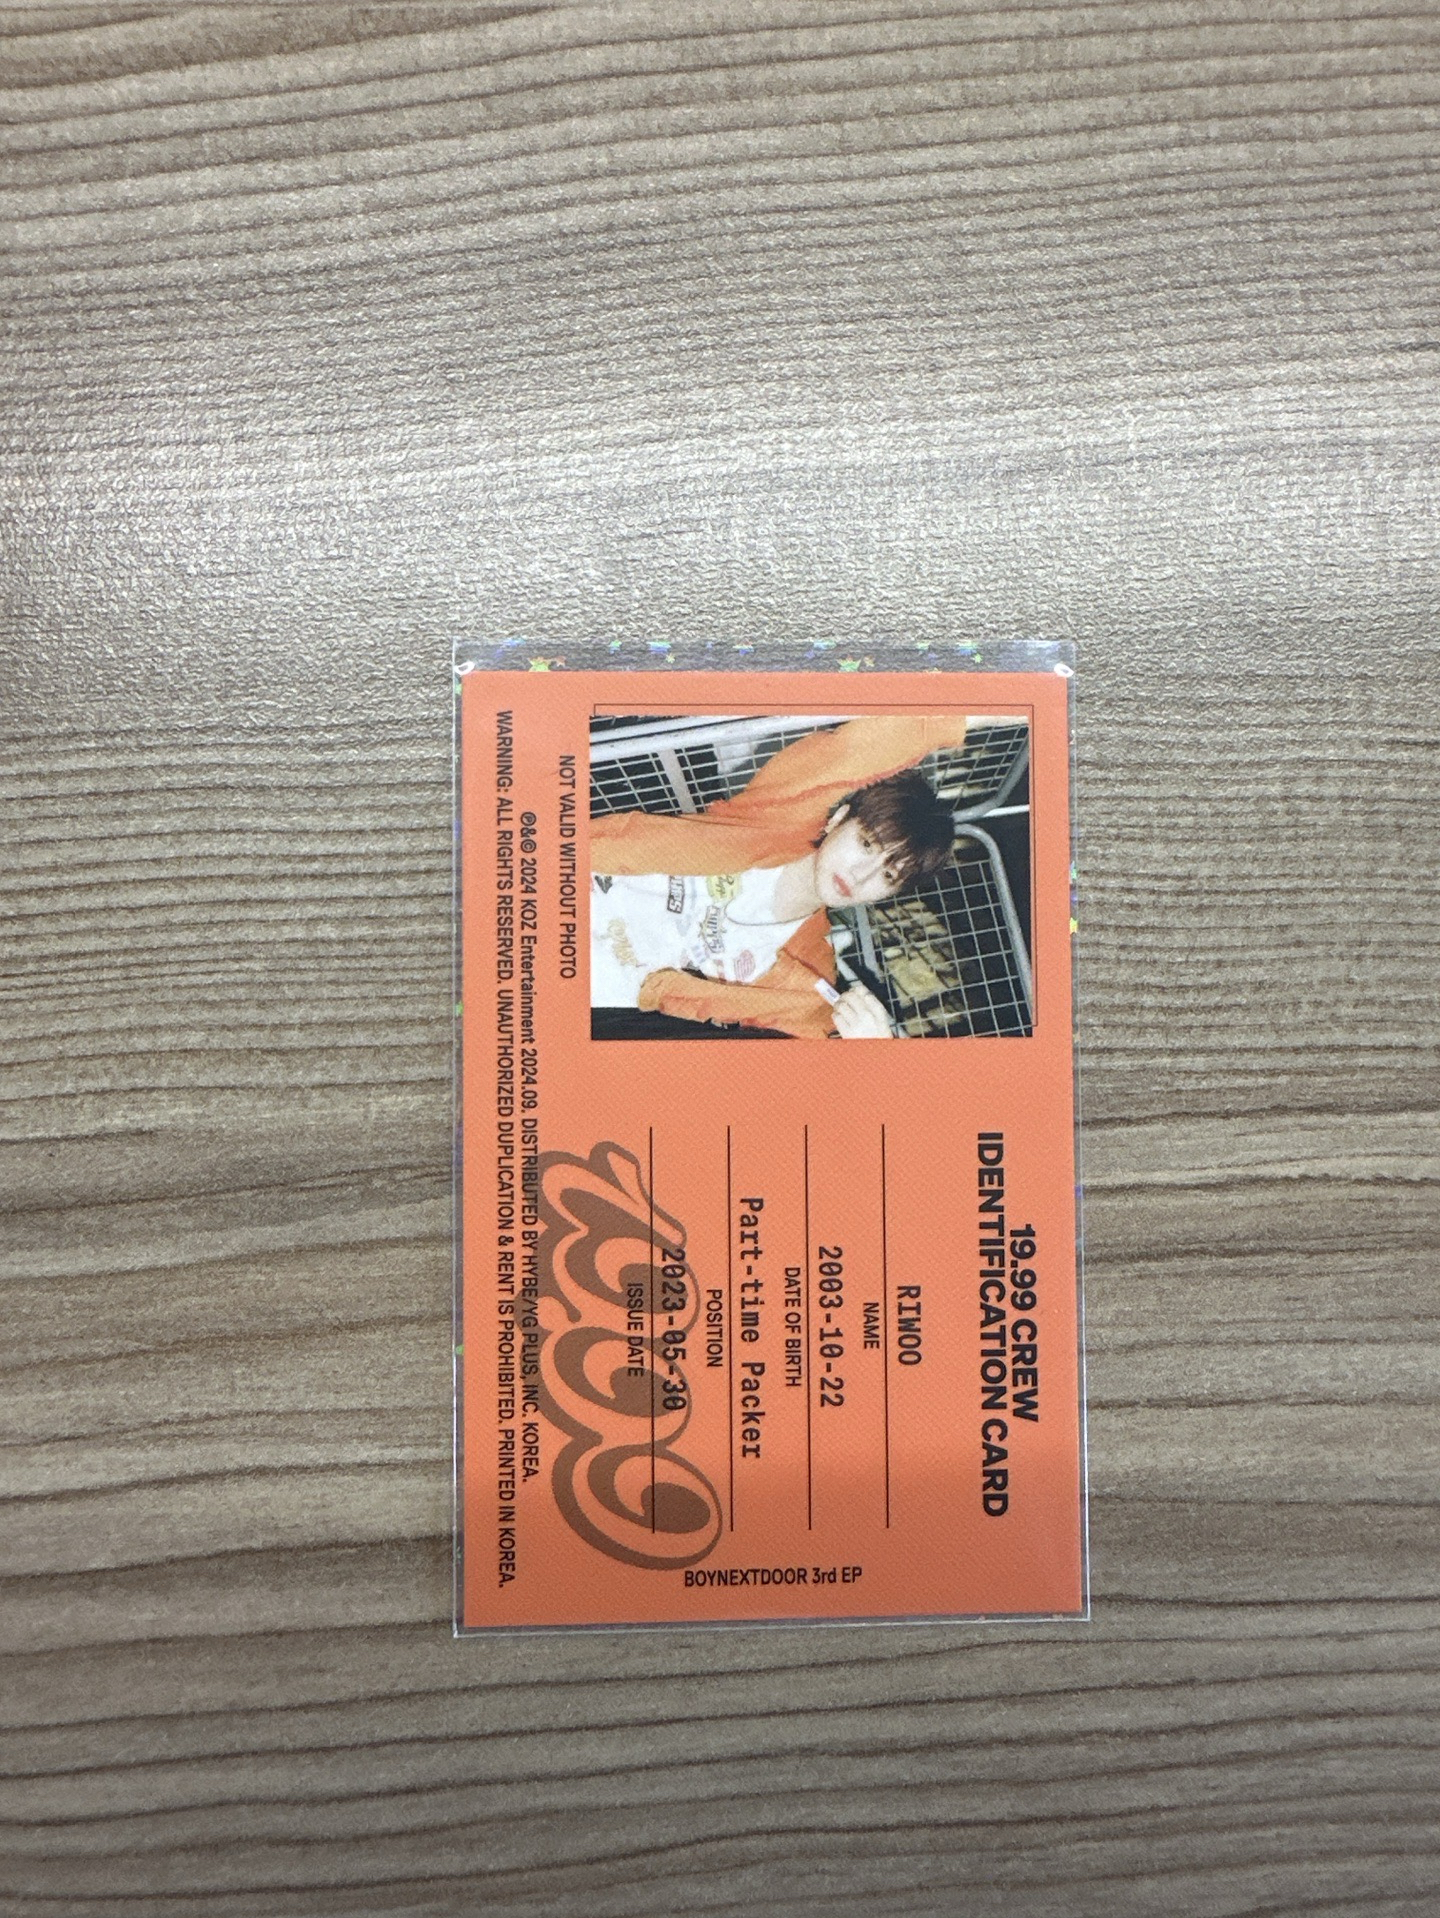 19.99 CREW
IDENTIFICATION CARD
RIWOO
NAME
2003-10-22
DATE OF BIRTH
Part-time Packer
POSITION
2023-05-30
ISSUE DATE
BOYNEXTDOOR 3rd EP
NOT VALID WITHOUT PHOTO
℗&© 2024 KOZ Entertainment 2024.09. DISTRIBUTED BY HYBE/YG PLUS, INC. KOREA.
WARNING: ALL RIGHTS RESERVED. UNAUTHORIZED DUPLICATION & RENT IS PROHIBITED. PRINTED IN KOREA.